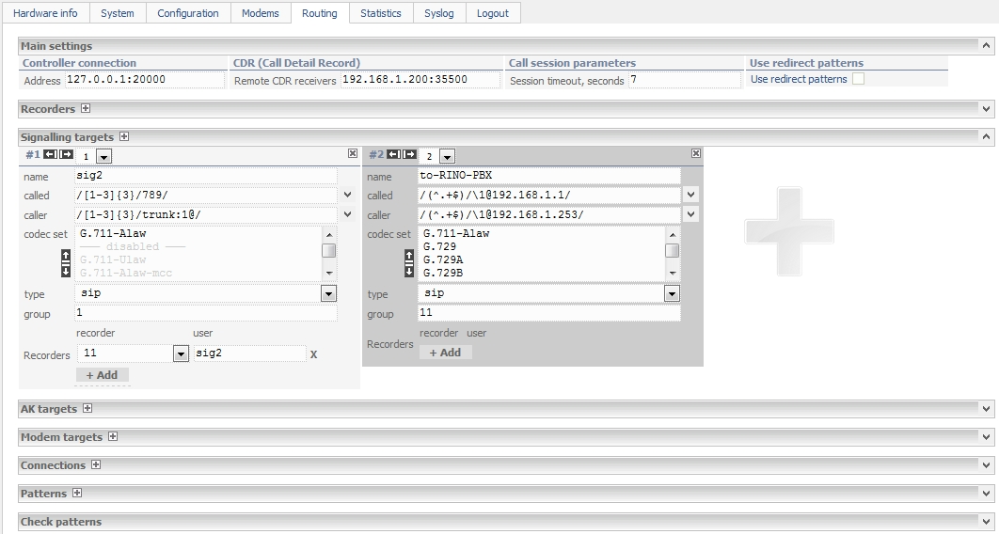 Hardware info System Configuration Modems Routing Statistics Syslog Logout
Main settings
Controller connection CDR (Call Detail Record) Call session parameters Use redirect patterns
Address 127.0.0.1:20000 Remote CDR receivers 192.168.1.200:35500 Session timeout, seconds 7 Use redirect patterns
Recorders
Signalling targets
#1 1
name sig2
called /[1-3]{3}/789/
caller /[1-3]{3}/trunk:1@/
codec set G.711-Alaw
disabled
G.711-Ulaw
G.711-Alaw-mcc
type sip
group 1
recorder user
Recorders 11 sig2 X
+ Add
#2 2
name to-RINO-PBX
called /(^.+$)/\1@192.168.1.1/
caller /(^.+$)/\1@192.168.1.253/
codec set G.711-Alaw
G.729
G.729A
G.729B
type sip
group 11
recorder user
Recorders
+ Add
AK targets
Modem targets
Connections
Patterns
Check patterns